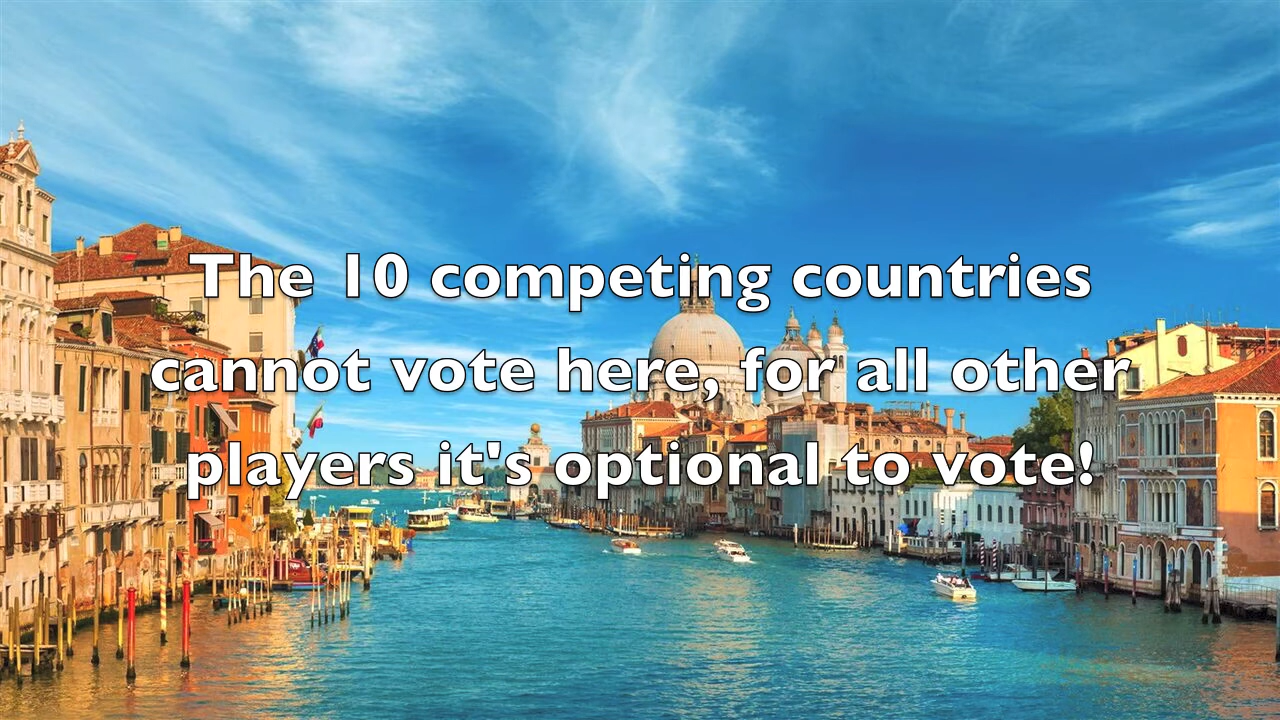 The 10 competing countries
cannot vote here, for all other
players it's optional to vote!